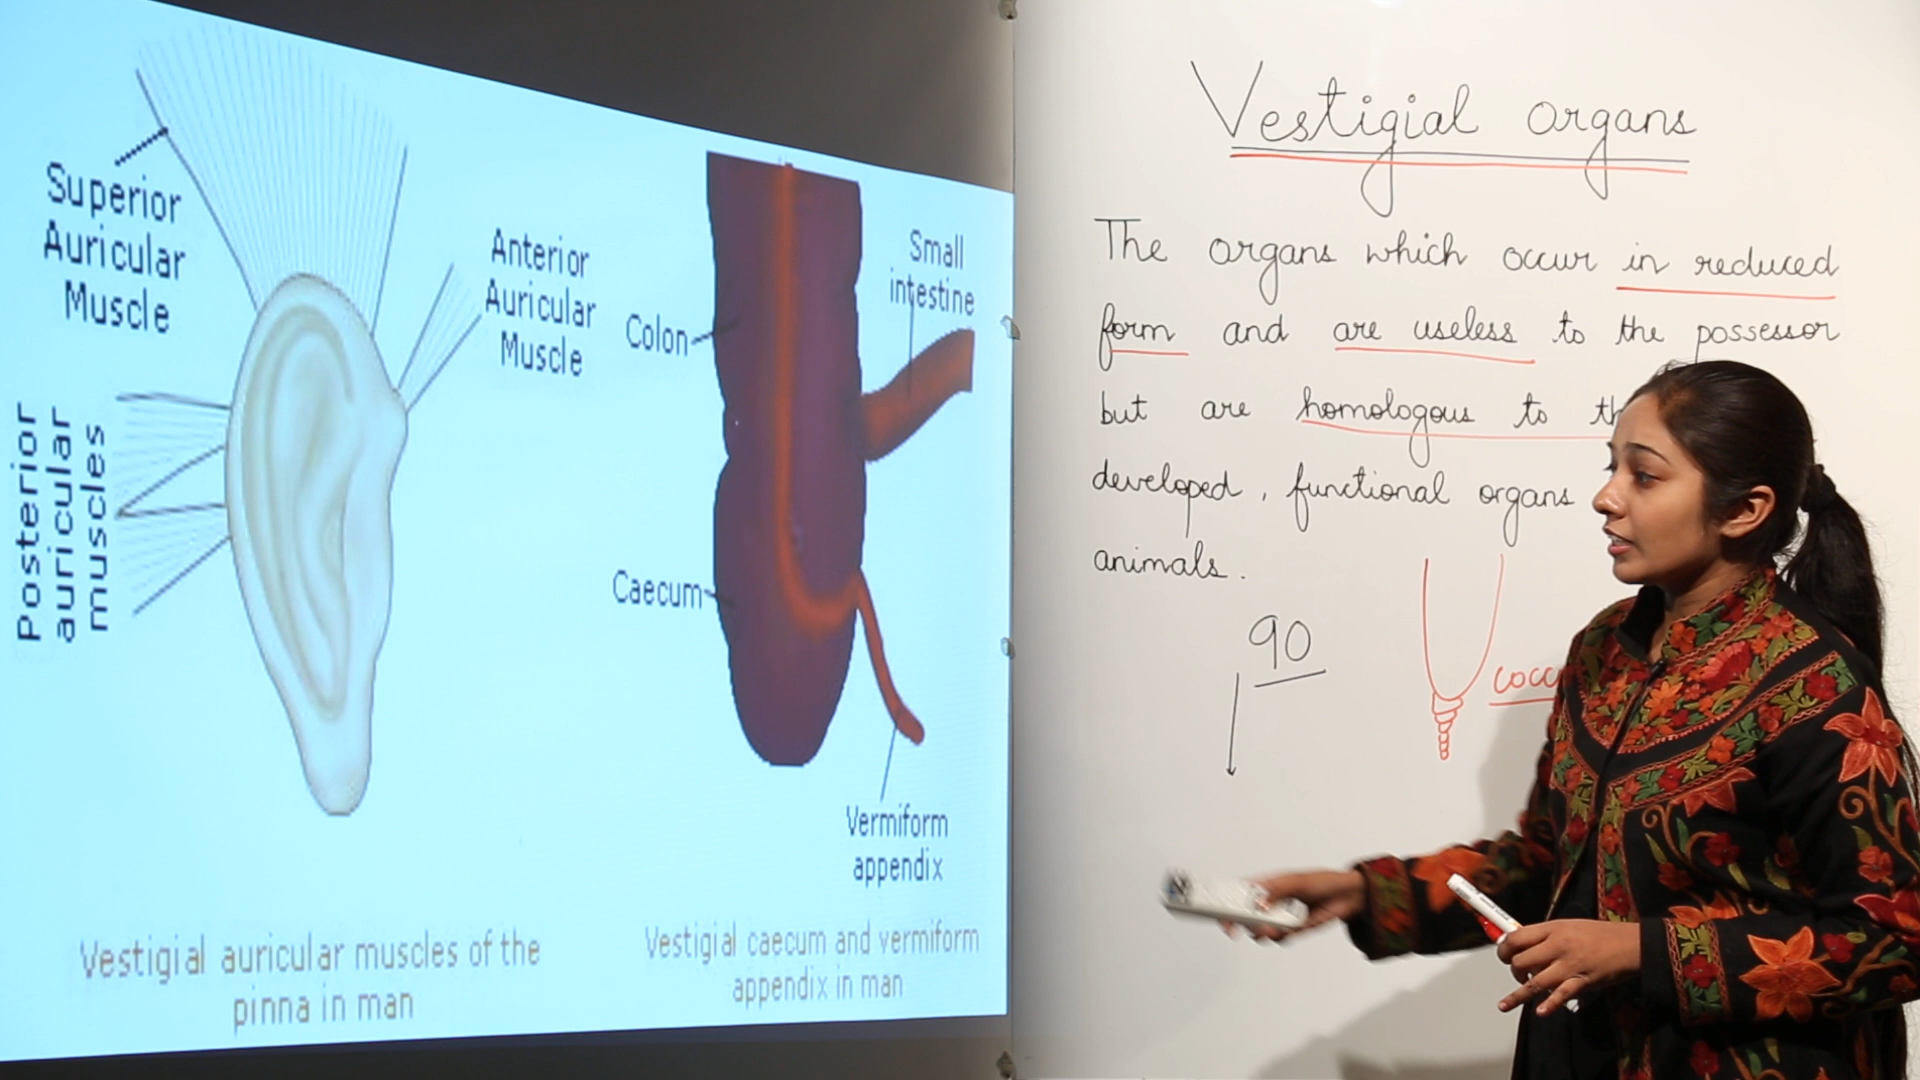 Superior
Auricular
Muscle
Anterior
Auricular
Muscle
Posterior
auricular
muscles
Vestigial auricular muscles of the
pinna in man
Colon
Small
intestine
Caecum
Vermiform
appendix
Vestigial caecum and vermiform
appendix in man
Vestigial organs
The organs which occur in reduced
form and are useless to the possessor
but are homologous to
developed, functional organs
animals.
90